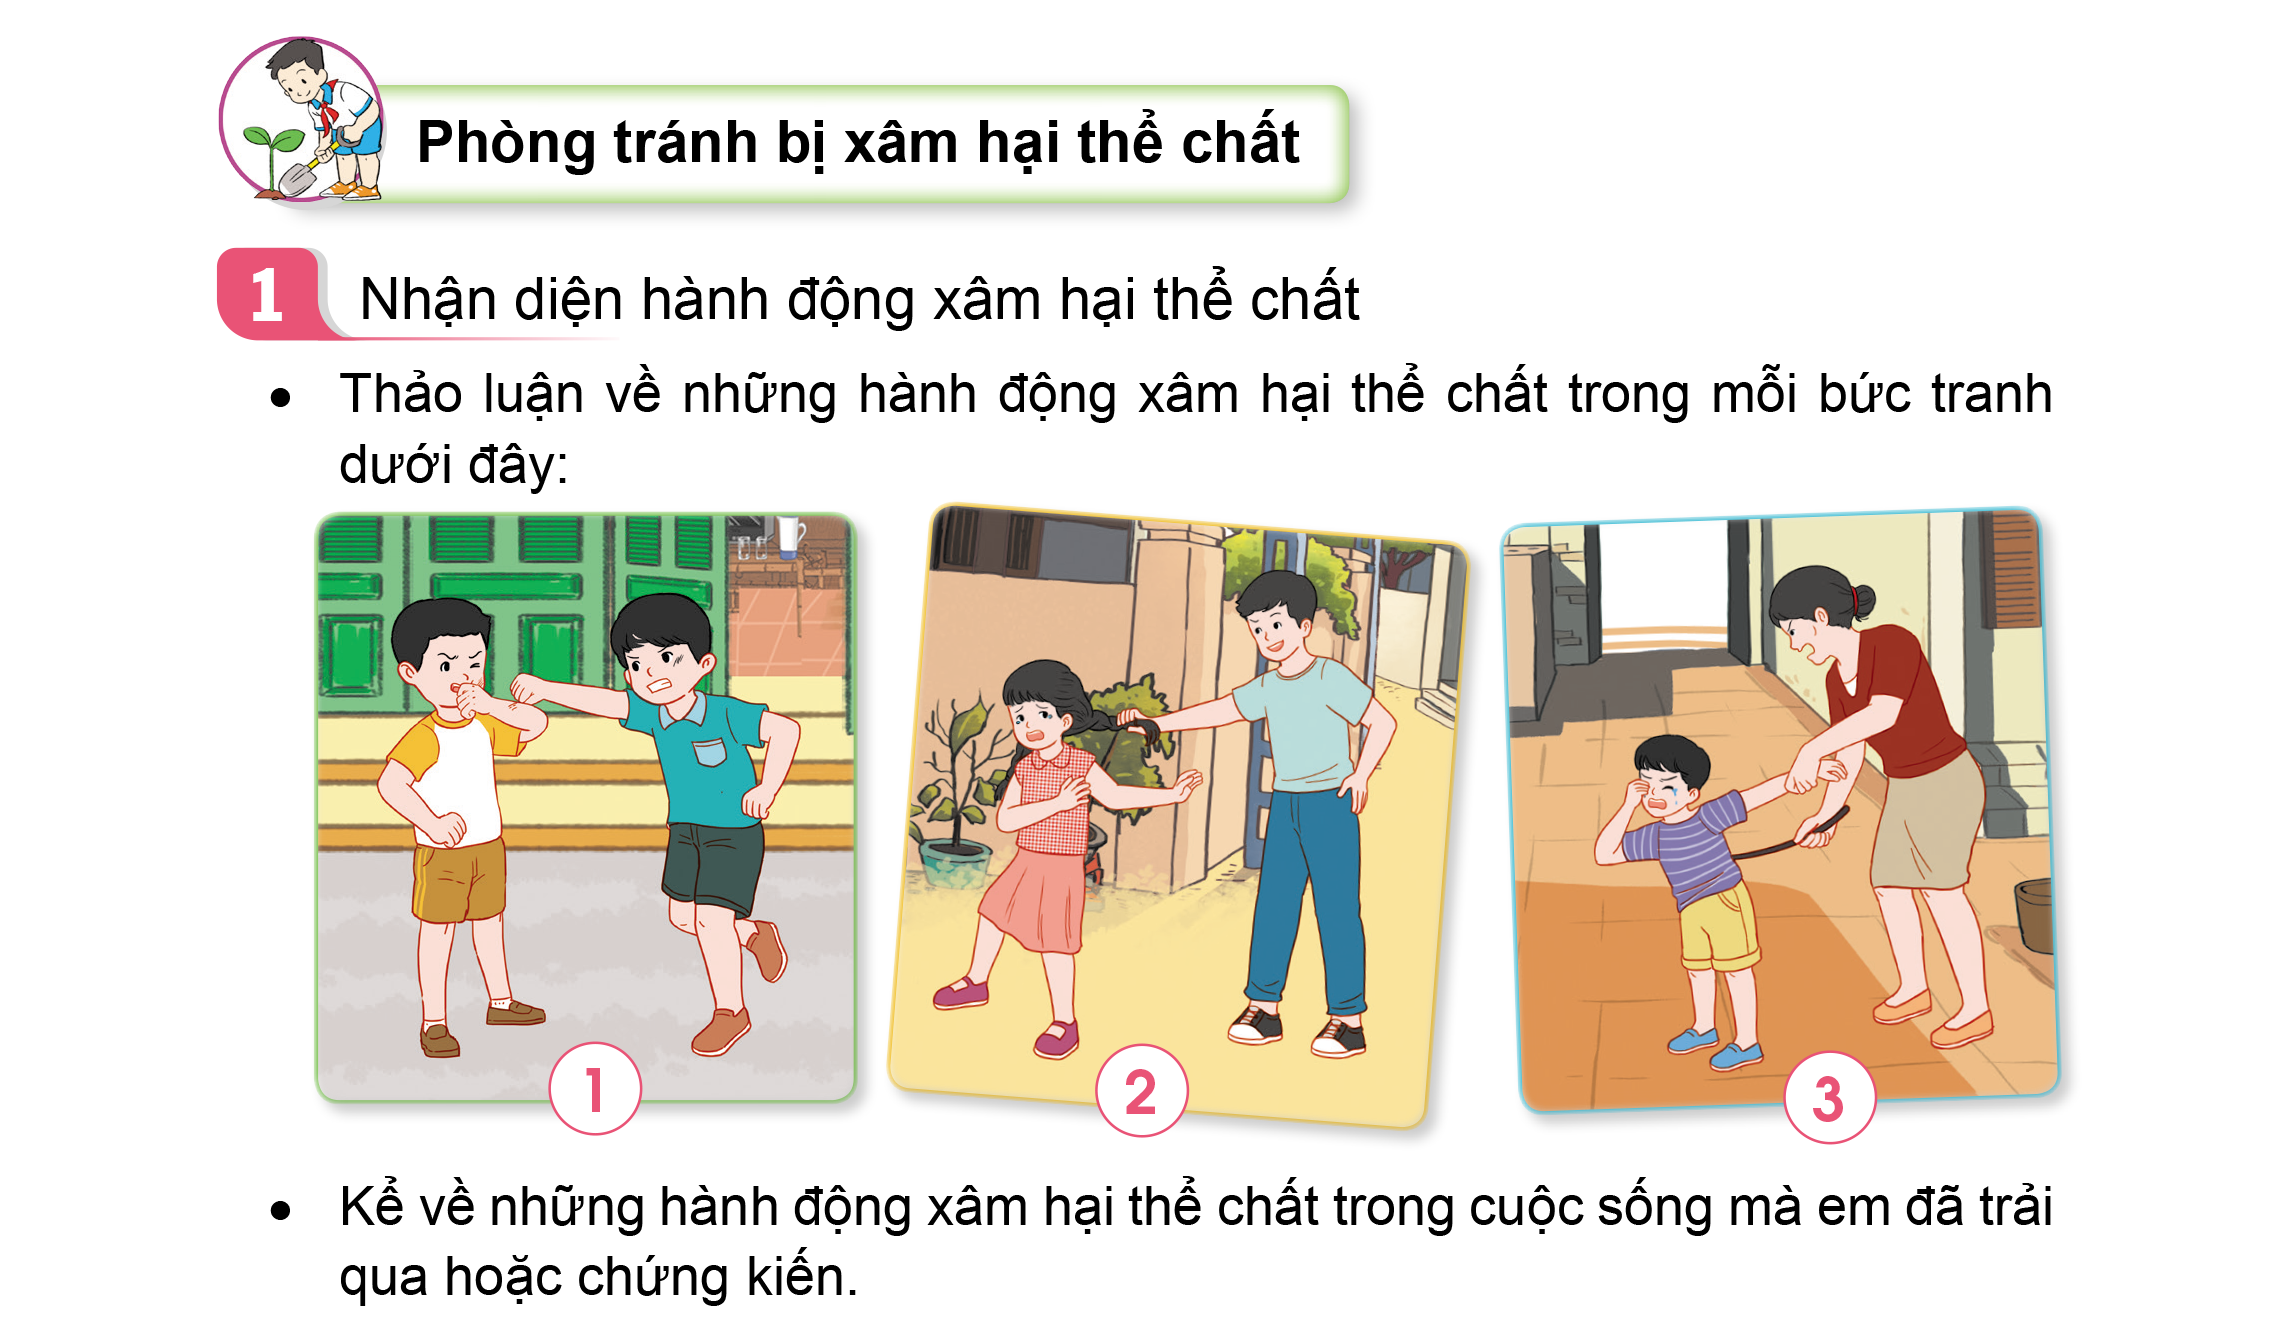 Phòng tránh bị xâm hại thể chất
1 Nhận diện hành động xâm hại thể chất
• Thảo luận về những hành động xâm hại thể chất trong mỗi bức tranh
dưới đây:
1
2
3
• Kể về những hành động xâm hại thể chất trong cuộc sống mà em đã trải
qua hoặc chứng kiến.